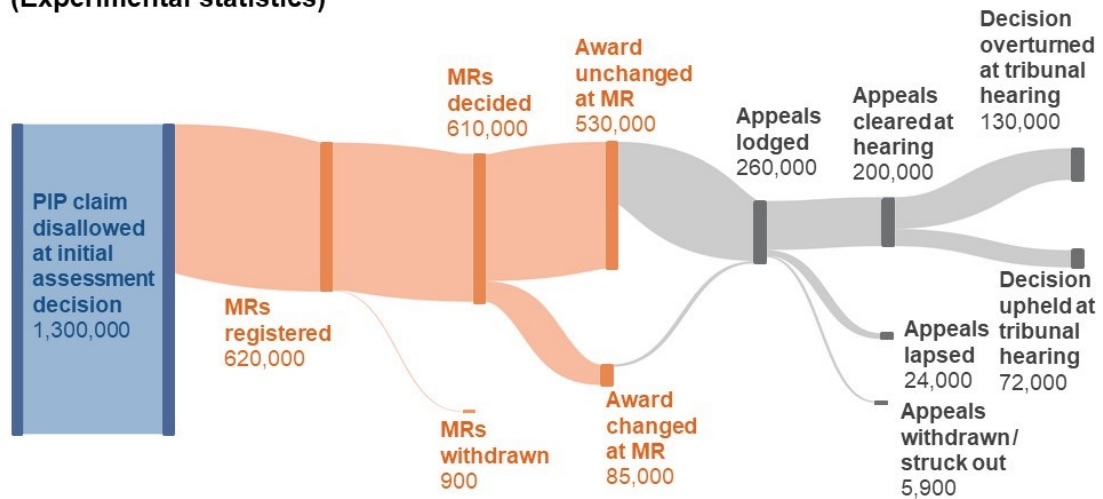 (Experimental statistics)
PIP claim
disallowed
at initial
assessment
decision
1,300,000
MRs
registered
620,000
MRs
withdrawn
900
MRs
decided
610,000
Award
unchanged
at MR
530,000
Award
changed
at MR
85,000
Appeals
lodged
260,000
Appeals
cleared at
hearing
200,000
Appeals
lapsed
24,000
Appeals
withdrawn/
struck out
5,900
Decision
overturned
at tribunal
hearing
130,000
Decision
upheld at
tribunal
hearing
72,000